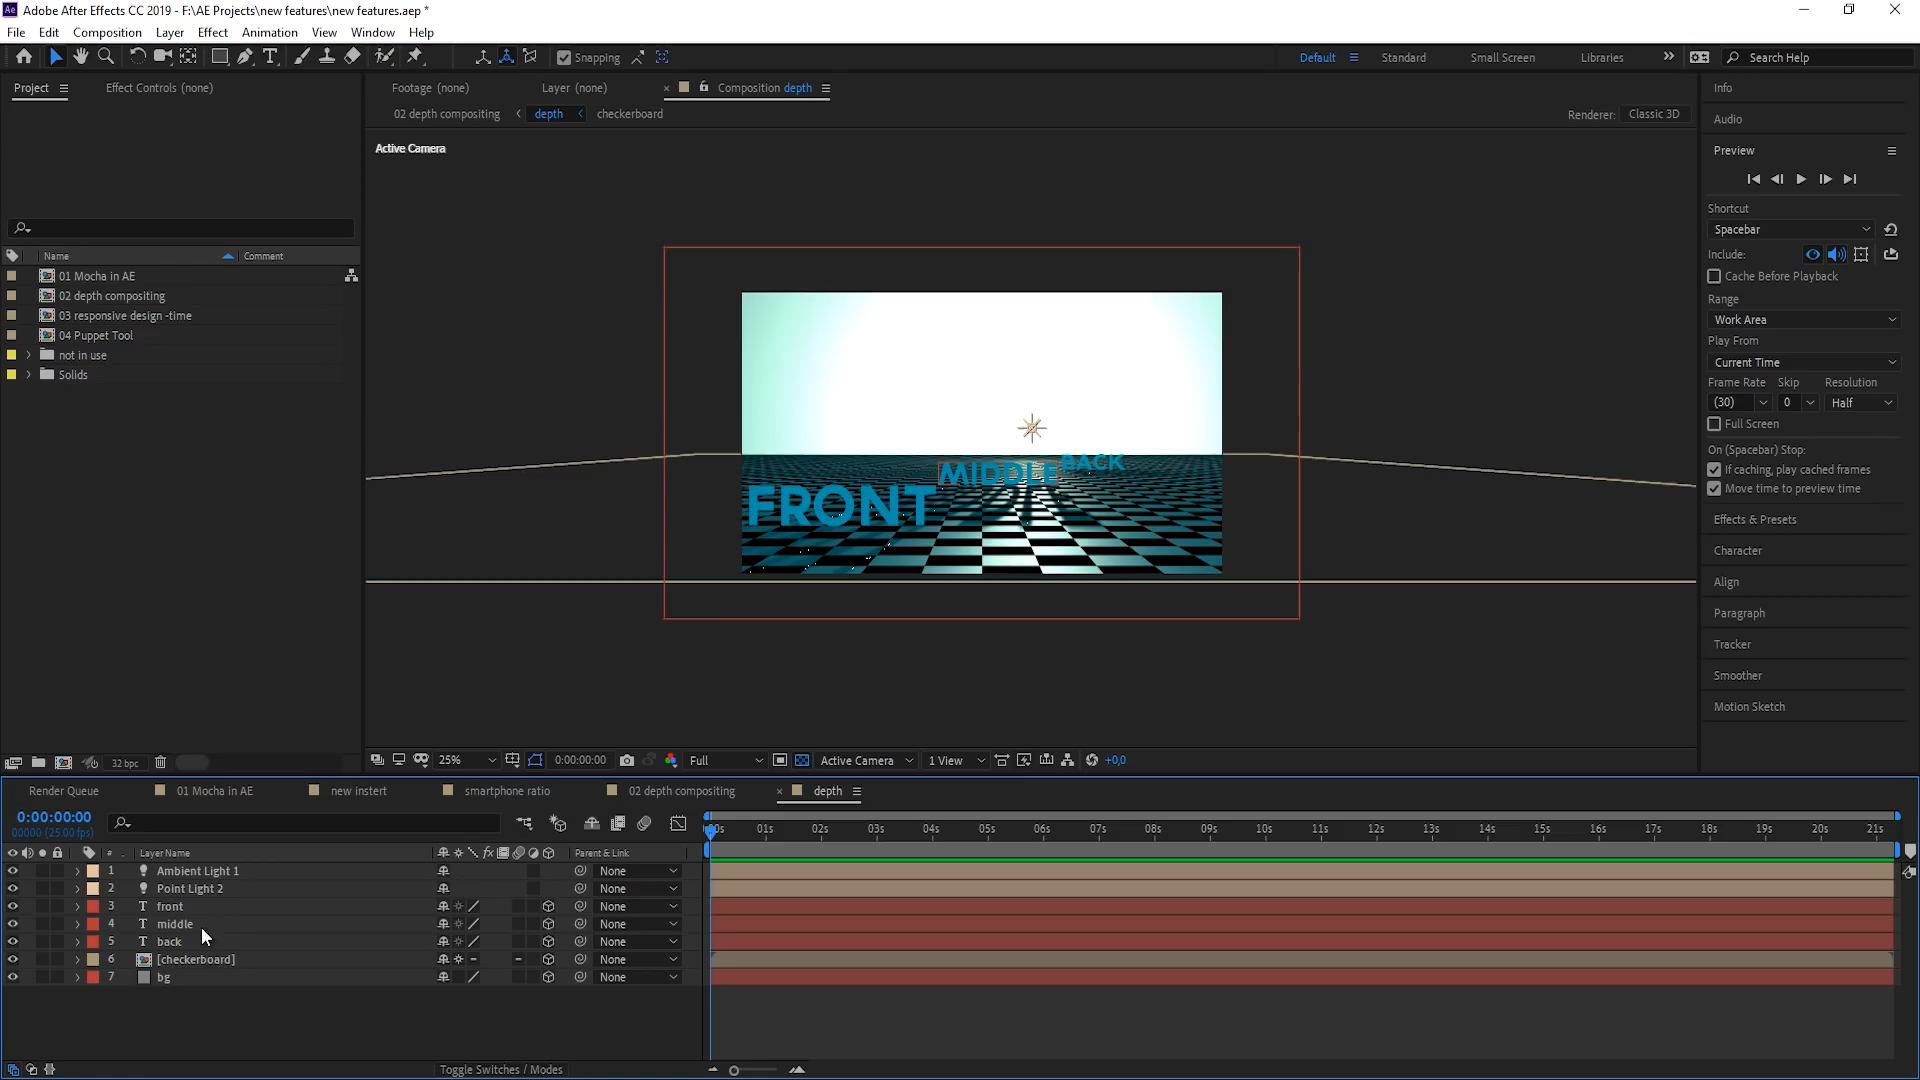 Adobe After Effects CC 2019 - F:\AE Projects\new features\new features.aep *
File Edit Composition Layer Effect Animation View Window Help
Snapping Default Standard Small Screen Libraries Search Help
Project Effect Controls (none) Footage (none) Layer (none) Composition depth Info
02 depth compositing depth checkerboard Renderer: Classic 3D
Audio
Active Camera
Preview
Shortcut
Spacebar
Name Comment
Include:
01 Mocha in AE
Cache Before Playback
02 depth compositing
Range
03 responsive design -time
Work Area
04 Puppet Tool
Play From
not in use
Current Time
Solids
Frame Rate Skip Resolution
(30) 0 Half
Full Screen
On (Spacebar) Stop:
If caching, play cached frames
Move time to preview time
FRONT MIDDLE BACK
Effects & Presets
Character
Align
Paragraph
Tracker
Smoother
Motion Sketch
32 bpc 25% 0:00:00:00 Full Active Camera 1 View +0,0
Render Queue 01 Mocha in AE new instert smartphone ratio 02 depth compositing depth
0:00:00:00
00000 (25.00 fps)
01s 02s 03s 04s 05s 06s 07s 08s 09s 10s 11s 12s 13s 14s 15s 16s 17s 18s 19s 20s 21s
# Layer Name fx Parent & Link
1 Ambient Light 1 None
2 Point Light 2 None
3 T front None
4 T middle None
5 T back None
6 [checkerboard] None
7 bg None
Toggle Switches / Modes